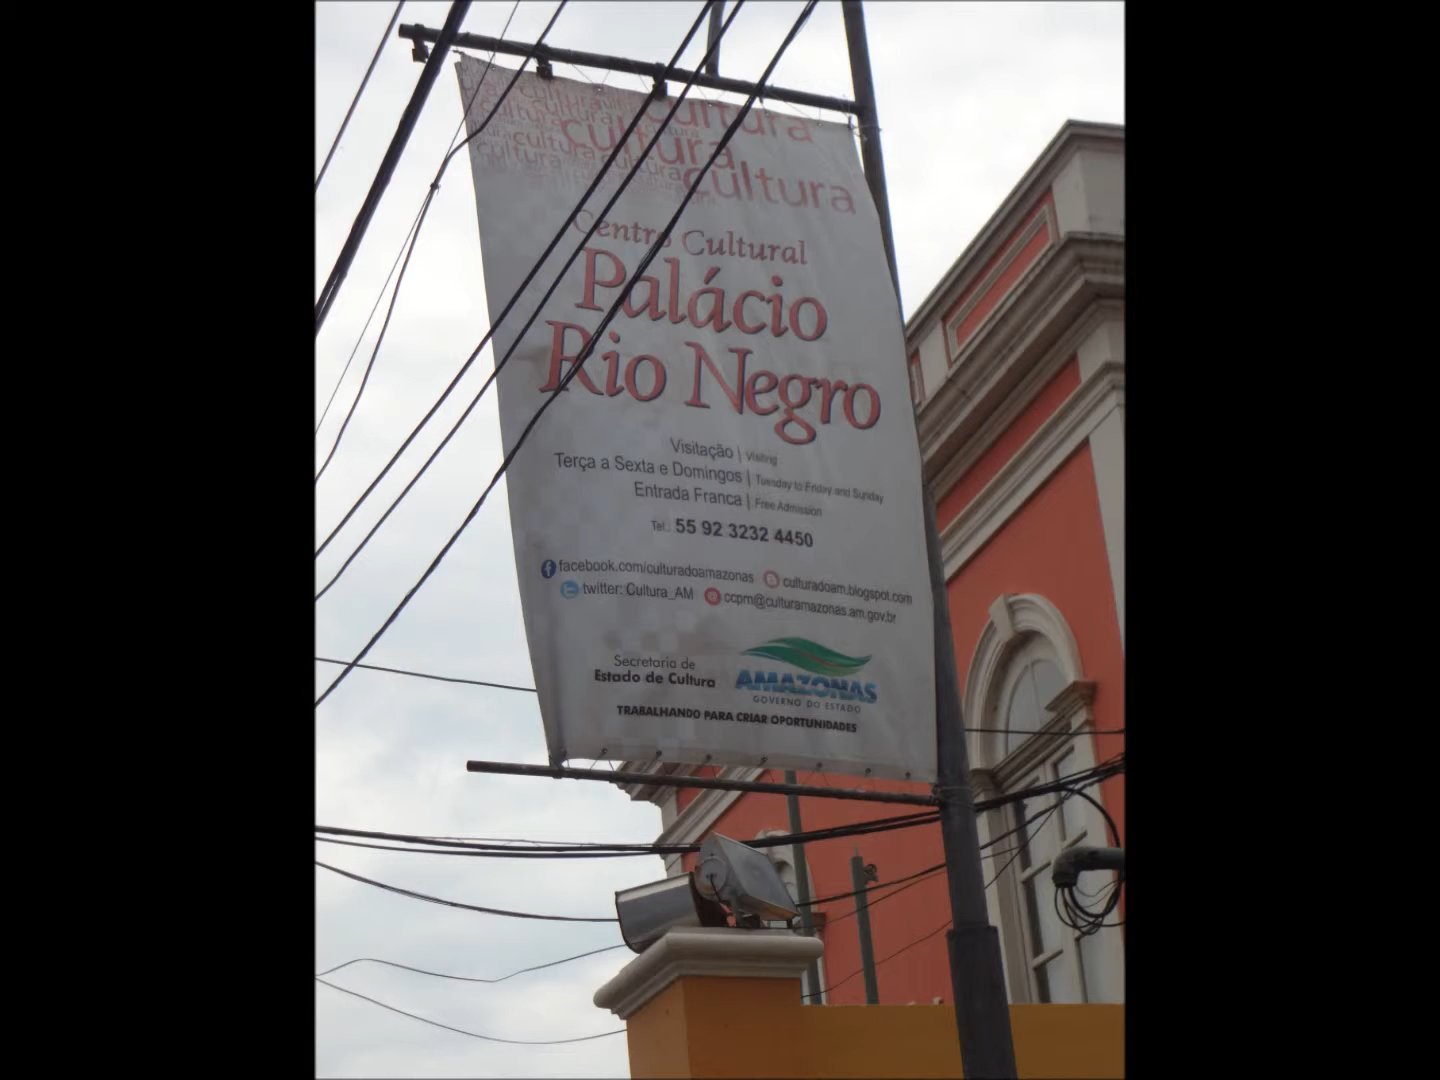 cultura
cultura
cultura
Centro Cultural
Palácio
Rio Negro
Visitação | Visiting
Terça a Sexta e Domingos | Tuesday to Friday and Sunday
Entrada Franca | Free Admission
Tel.: 55 92 3232 4450
facebook.com/culturadoamazonas culturadoam.blogspot.com
twitter: Cultura_AM ccpm@culturamazonas.am.gov.br
Secretaria de
Estado de Cultura
AMAZONAS
GOVERNO DO ESTADO
TRABALHANDO PARA CRIAR OPORTUNIDADES